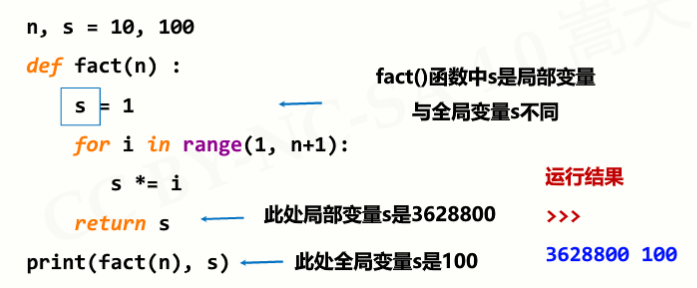 n, s = 10, 100
def fact(n) :
s = 1
fact()函数中s是局部变量
与全局变量s不同
for i in range(1, n+1):
s *= i
return s
此处局部变量s是3628800
print(fact(n), s)
此处全局变量s是100
运行结果
>>>
3628800 100